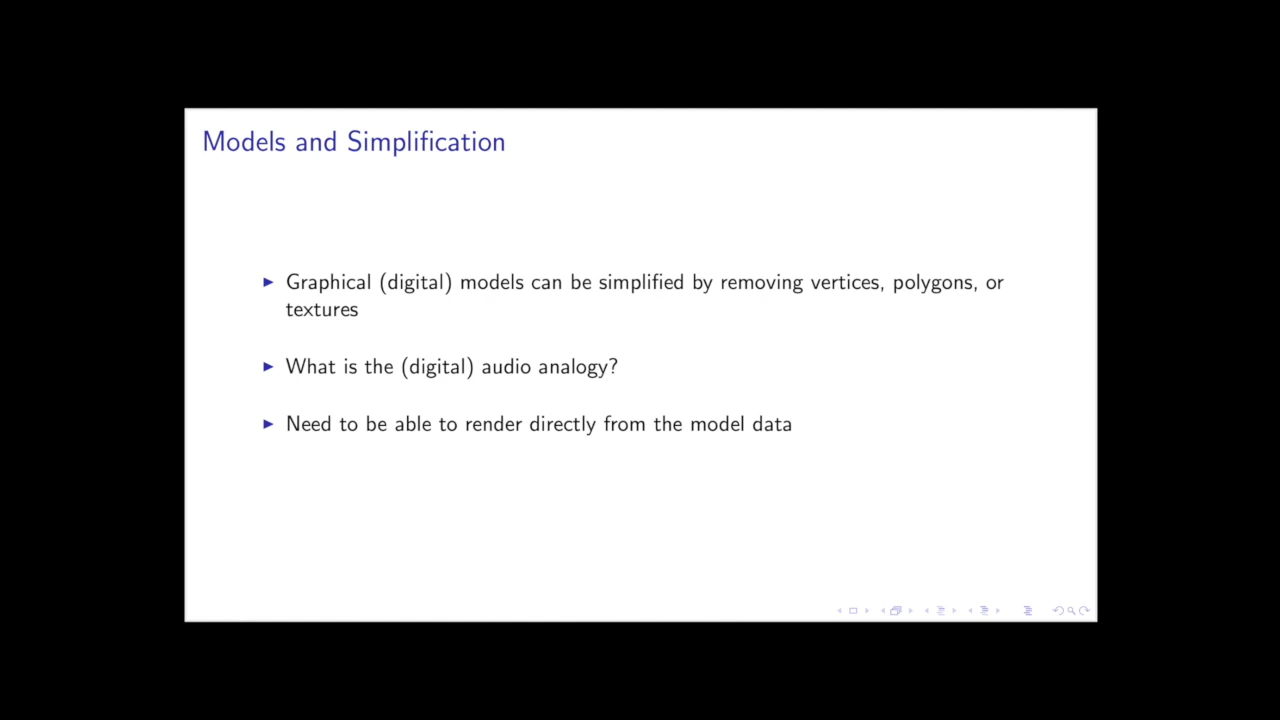 Models and Simplification
Graphical (digital) models can be simplified by removing vertices, polygons, or
textures
What is the (digital) audio analogy?
Need to be able to render directly from the model data